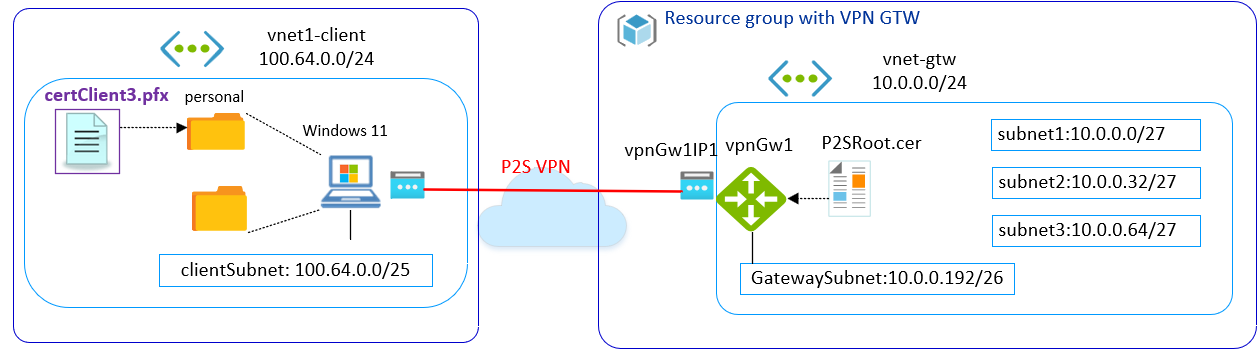 vnet1-client
100.64.0.0/24
certClient3.pfx
personal
Windows 11
clientSubnet: 100.64.0.0/25
P2S VPN
Resource group with VPN GTW
vnet-gtw
10.0.0.0/24
vpnGw1IP1
vpnGw1
P2SRoot.cer
subnet1:10.0.0.0/27
subnet2:10.0.0.32/27
subnet3:10.0.0.64/27
GatewaySubnet:10.0.0.192/26